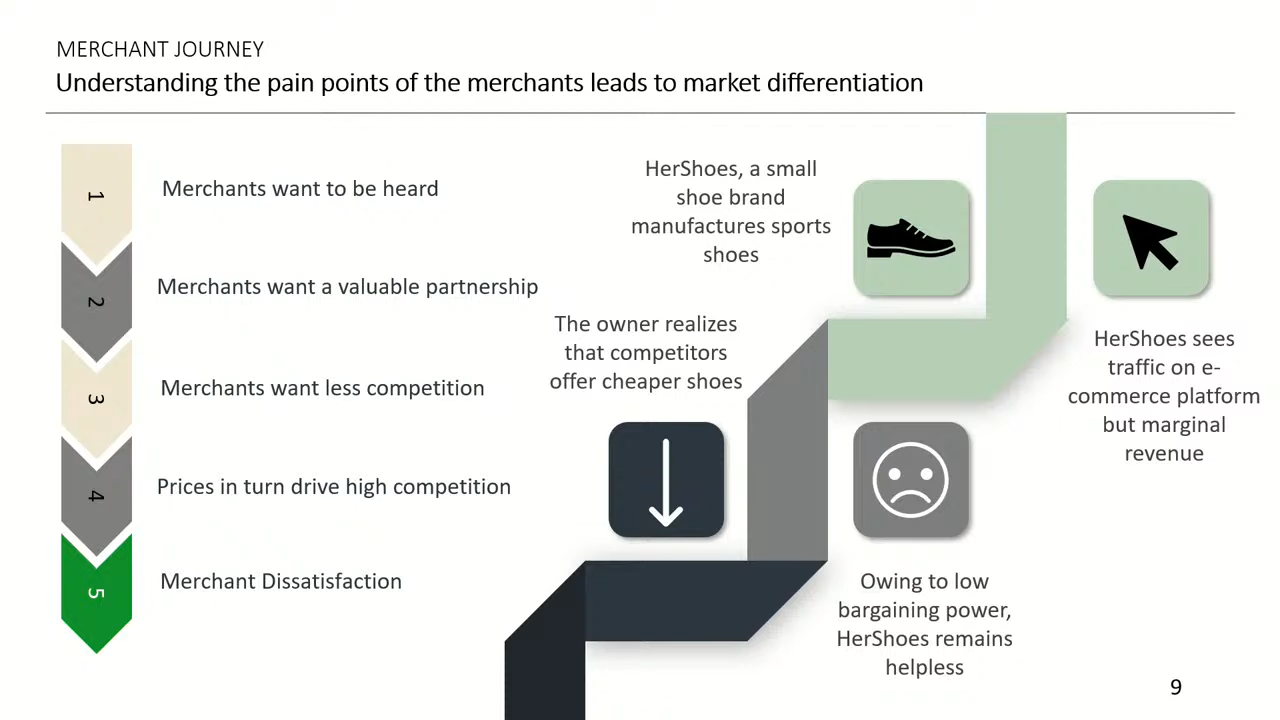 MERCHANT JOURNEY
Understanding the pain points of the merchants leads to market differentiation
1
Merchants want to be heard
2
Merchants want a valuable partnership
3
Merchants want less competition
4
Prices in turn drive high competition
5
Merchant Dissatisfaction
HerShoes, a small
shoe brand
manufactures sports
shoes
HerShoes sees
traffic on e-
commerce platform
but marginal
revenue
The owner realizes
that competitors
offer cheaper shoes
Owing to low
bargaining power,
HerShoes remains
helpless
9